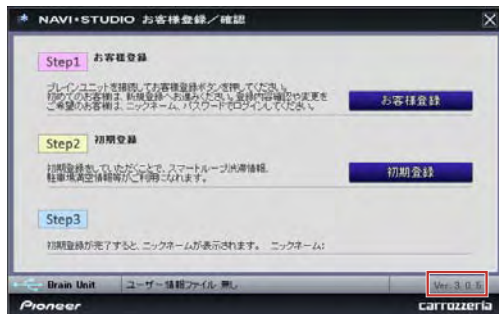 NAVI・STUDIO お客様登録／確認
Step1 お客様登録
ブレインユニットを接続してお客様登録ボタンを押してください。
初めてのお客様は、新規登録へお進みください。登録内容確認や変更を
ご希望のお客様は、ニックネーム、パスワードでログインしてください。
お客様登録
Step2 初期登録
初期登録をしていただくことで、スマートループ渋滞情報、
駐車場満空情報等がご利用になれます。
初期登録
Step3
初期登録が完了すると、ニックネームが表示されます。 ニックネーム:
Brain Unit ユーザー情報ファイル 無し Ver. 3. 0. 5
Pioneer carrozzeria